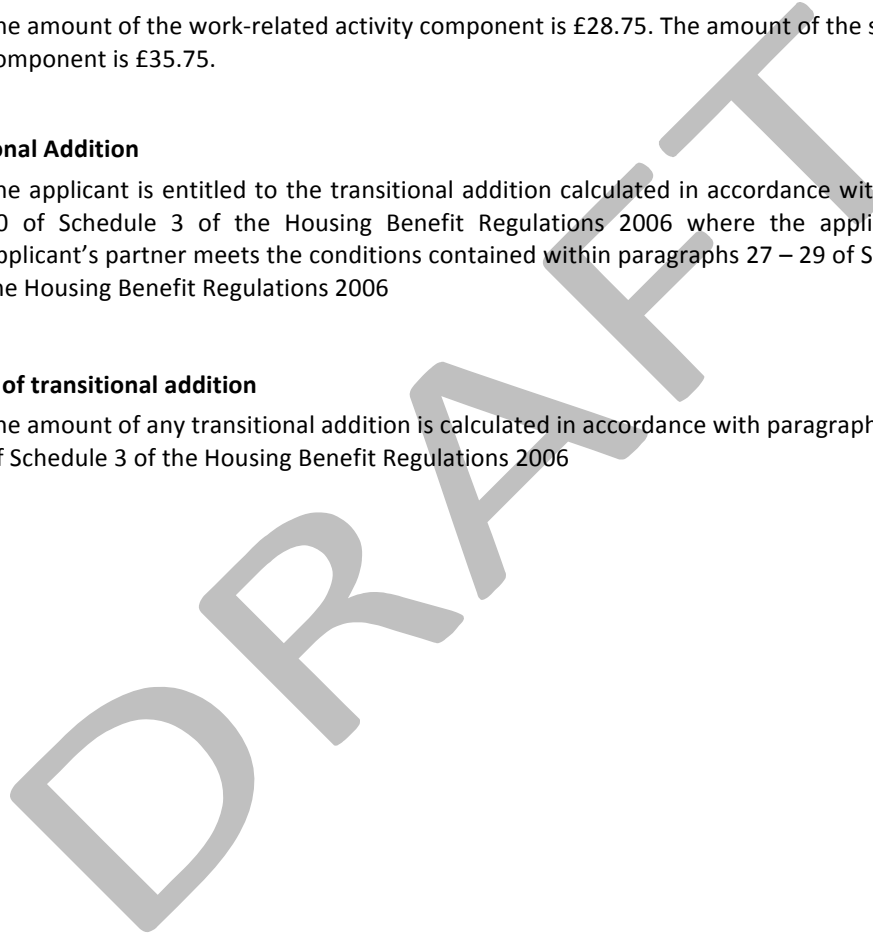 he amount of the work-related activity component is £28.75. The amount of the s
omponent is £35.75.
onal Addition
he applicant is entitled to the transitional addition calculated in accordance wit
0 of Schedule 3 of the Housing Benefit Regulations 2006 where the appli
pplicant's partner meets the conditions contained within paragraphs 27 – 29 of S
he Housing Benefit Regulations 2006
of transitional addition
he amount of any transitional addition is calculated in accordance with paragraph
f Schedule 3 of the Housing Benefit Regulations 2006
DRAFT